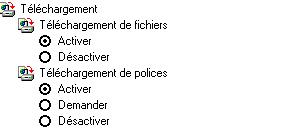 Téléchargement
Téléchargement de fichiers
Activer
Désactiver
Téléchargement de polices
Activer
Demander
Désactiver